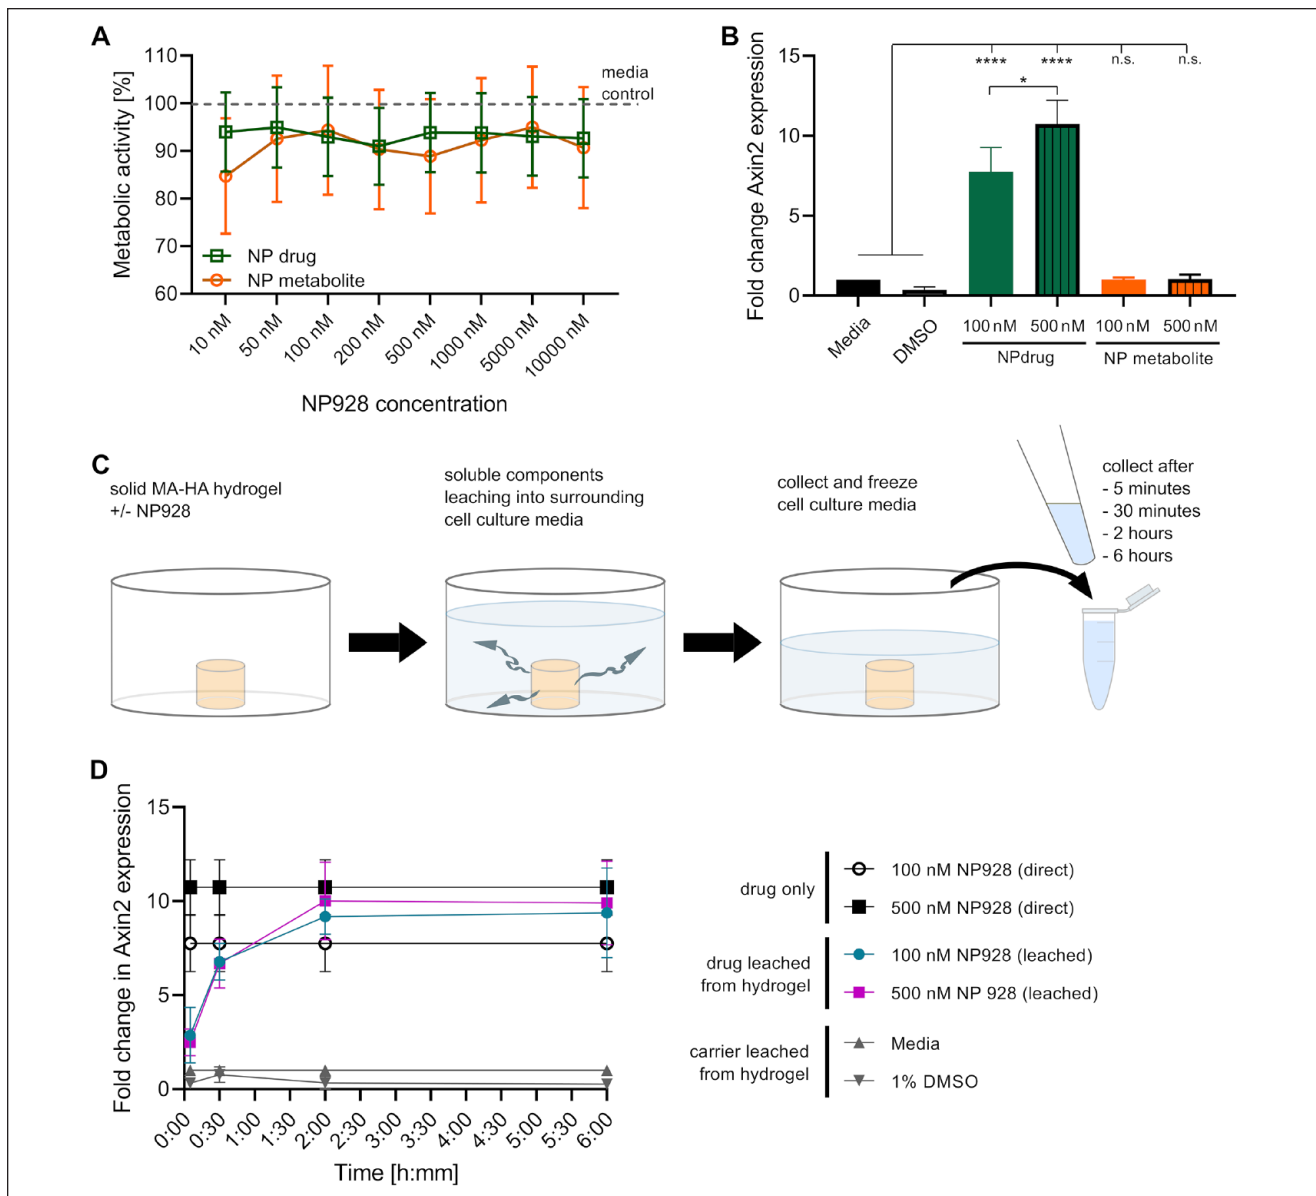 A
Metabolic activity [%]
110
100
90
80
70
60
media
control
NP drug
NP metabolite
10 nM
50 nM
100 nM
200 nM
500 nM
1000 nM
5000 nM
10000 nM
NP928 concentration
B
Fold change Axin2 expression
15
10
5
0
****
****
n.s.
n.s.
*
Media
DMSO
100 nM
500 nM
100 nM
500 nM
NPdrug
NP metabolite
C
solid MA-HA hydrogel
+/- NP928
soluble components
leaching into surrounding
cell culture media
collect and freeze
cell culture media
collect after
- 5 minutes
- 30 minutes
- 2 hours
- 6 hours
D
Fold change in Axin2 expression
15
10
5
0
0:00
0:30
1:00
1:30
2:00
2:30
3:00
3:30
4:00
4:30
5:00
5:30
6:00
Time [h:mm]
drug only
100 nM NP928 (direct)
500 nM NP928 (direct)
drug leached
from hydrogel
100 nM NP928 (leached)
500 nM NP 928 (leached)
carrier leached
from hydrogel
Media
1% DMSO